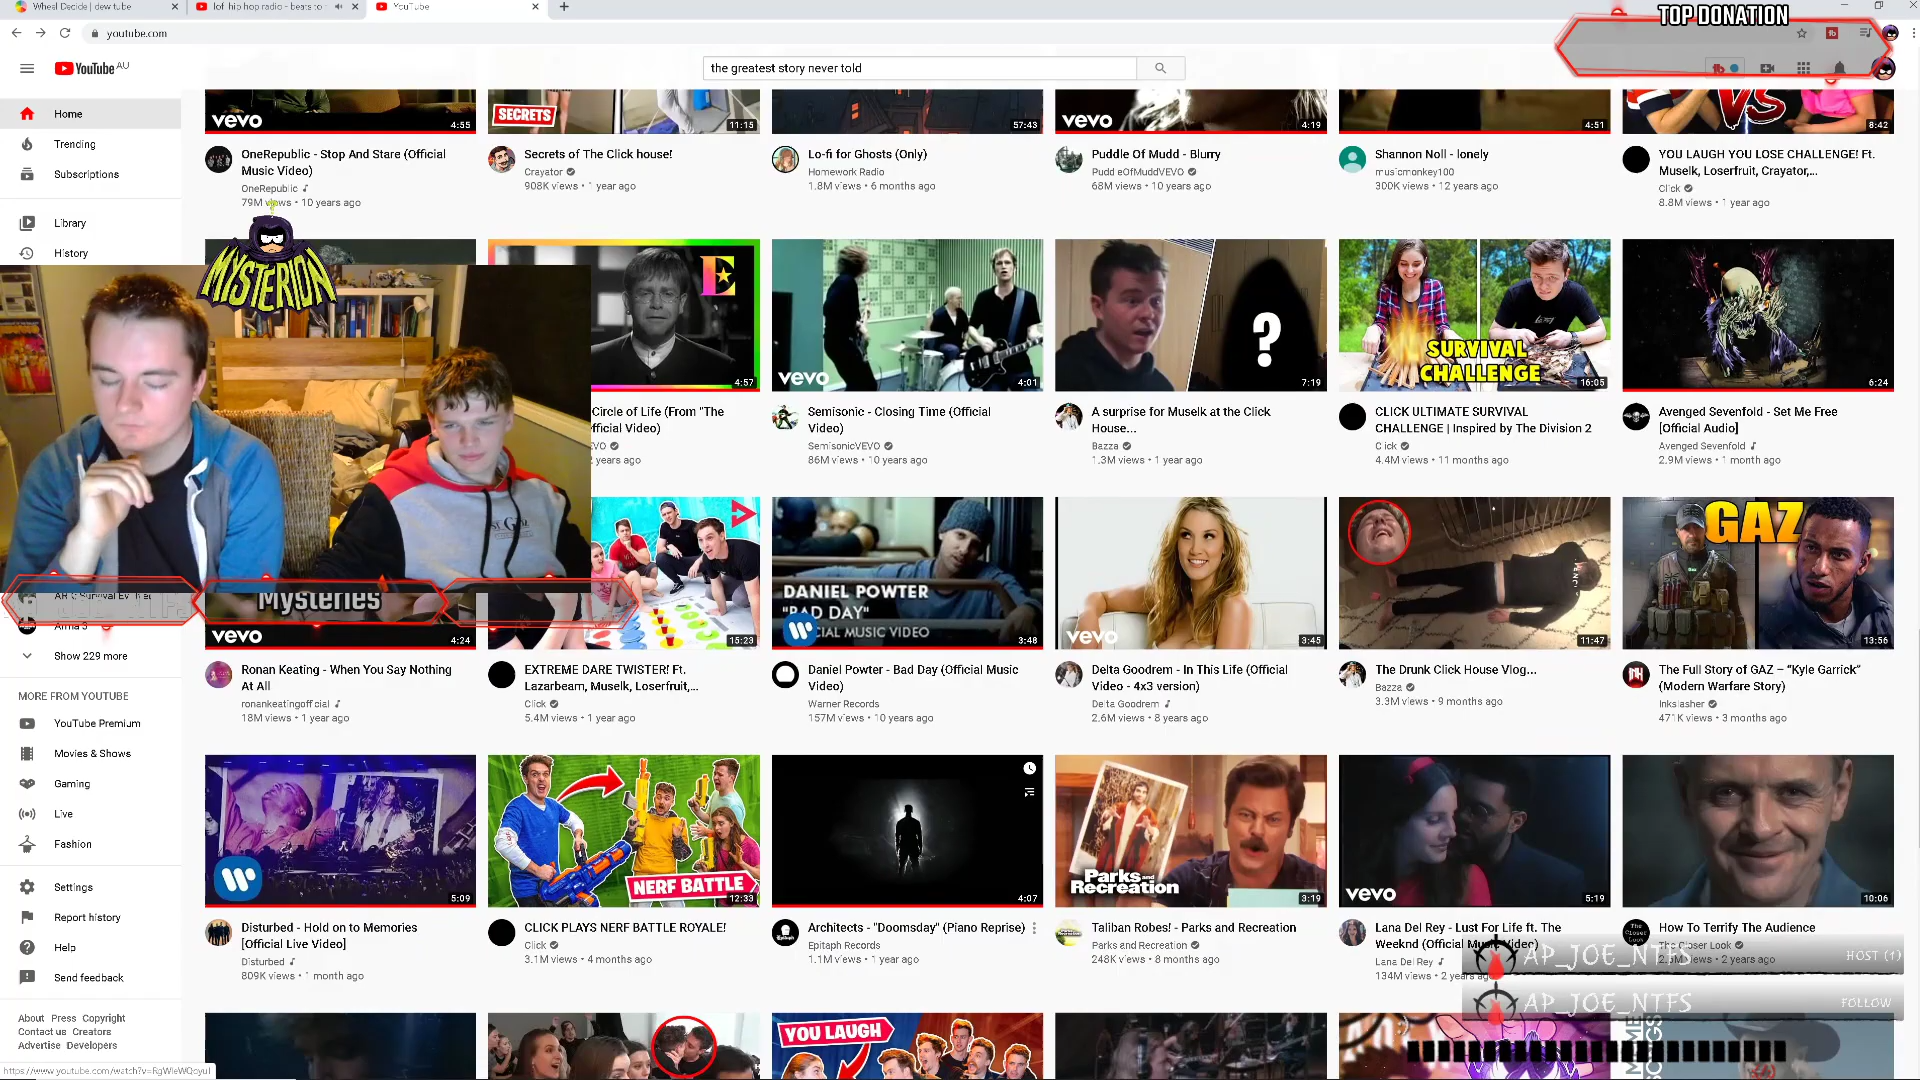 Wheel Decide | dew tube
lofi hip hop radio - beats to
YouTube
youtube.com
TOP DONATION
YouTube AU
the greatest story never told
Home
Trending
Subscriptions
Library
History
vevo
4:55
SECRETS
11:15
57:43
vevo
4:19
4:51
VS
8:42
OneRepublic - Stop And Stare (Official
Music Video)
OneRepublic
79M views • 10 years ago
Secrets of The Click house!
Crayator
908K views • 1 year ago
Lo-fi for Ghosts (Only)
Homework Radio
1.8M views • 6 months ago
Puddle Of Mudd - Blurry
PuddleOfMuddVEVO
68M views • 10 years ago
Shannon Noll - lonely
musicmonkey100
300K views • 12 years ago
YOU LAUGH YOU LOSE CHALLENGE! Ft.
Muselk, Loserfruit, Crayator,...
Click
8.8M views • 1 year ago
MYSTERION
E
4:57
vevo
4:01
?
7:19
SURVIVAL
CHALLENGE
16:05
6:24
Circle of Life (From "The
VO
years ago
Semisonic - Closing Time (Official
Video)
SemisonicVEVO
86M views • 10 years ago
A surprise for Muselk at the Click
House...
Bazza
1.3M views • 1 year ago
CLICK ULTIMATE SURVIVAL
CHALLENGE | Inspired by The Division 2
Click
4.4M views • 11 months ago
Avenged Sevenfold - Set Me Free
[Official Audio]
Avenged Sevenfold
2.9M views • 1 month ago
Mysteries
Arma 3
Show 229 more
vevo
4:24
15:23
DANIEL POWTER
"BAD DAY"
CIAL MUSIC VIDEO
3:48
vevo
3:45
11:47
GAZ
13:56
Ronan Keating - When You Say Nothing
At All
ronankeatingofficial
18M views • 1 year ago
EXTREME DARE TWISTER! Ft.
Lazarbeam, Muselk, Loserfruit,...
Click
5.4M views • 1 year ago
Daniel Powter - Bad Day (Official Music
Video)
Warner Records
157M views • 10 years ago
Delta Goodrem - In This Life (Official
Video - 4x3 version)
Delta Goodrem
2.6M views • 8 years ago
The Drunk Click House Vlog...
Bazza
3.3M views • 9 months ago
The Full Story of GAZ – “Kyle Garrick”
(Modern Warfare Story)
Inkslasher
471K views • 3 months ago
MORE FROM YOUTUBE
YouTube Premium
Movies & Shows
Gaming
Live
Fashion
Settings
Report history
Help
Send feedback
5:09
NERF BATTLE
12:33
4:07
Parks and
Recreation
3:19
vevo
5:19
10:06
Disturbed - Hold on to Memories
[Official Live Video]
Disturbed
809K views • 1 month ago
CLICK PLAYS NERF BATTLE ROYALE!
Click
3.1M views • 4 months ago
Architects - "Doomsday" (Piano Reprise)
Epitaph Records
1.1M views • 1 year ago
Taliban Robes! - Parks and Recreation
Parks and Recreation
248K views • 8 months ago
Lana Del Rey - Lust For Life ft. The
Weeknd (Official Music Video)
Lana Del Rey
134M views • 2 years ago
How To Terrify The Audience
The Closer Look
2 years ago
AP_JOE_NTFS
HOST (1)
AP_JOE_NTFS
FOLLOW
About Press Copyright
Contact us Creators
Advertise Developers
YOU LAUGH